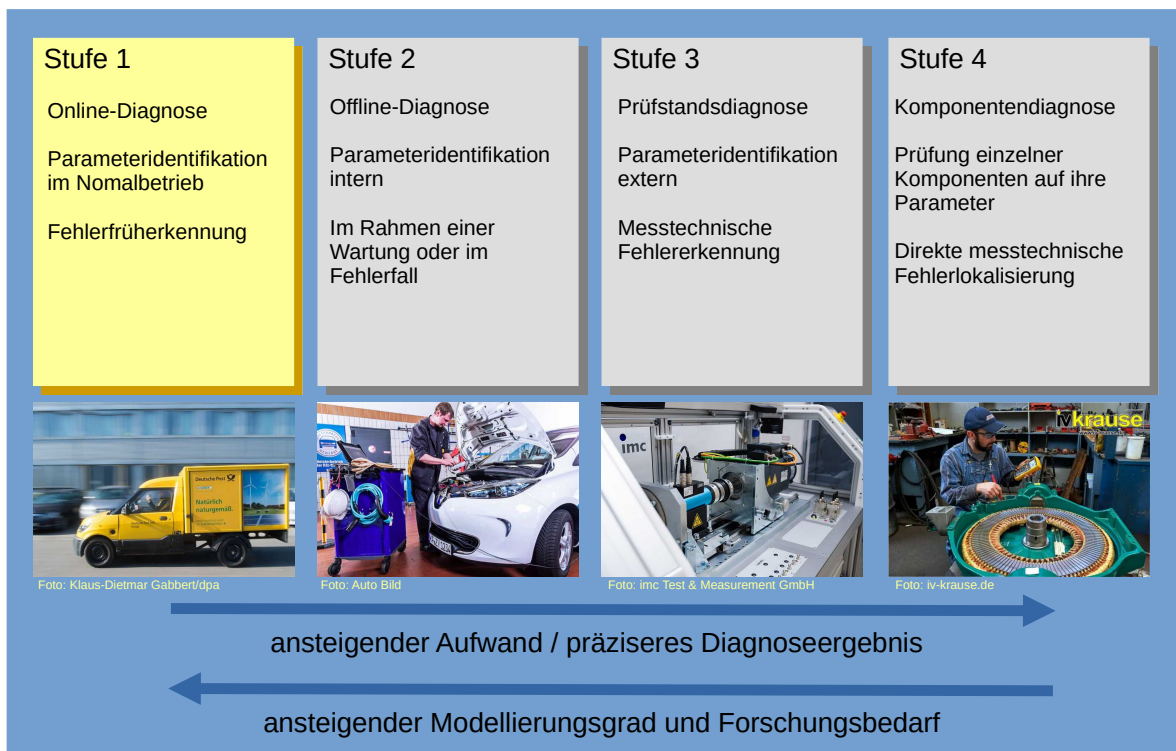 Stufe 1
Online-Diagnose
Parameteridentifikation
im Nomalbetrieb
Fehlerfrüherkennung
Stufe 2
Offline-Diagnose
Parameteridentifikation
intern
Im Rahmen einer
Wartung oder im
Fehlerfall
Stufe 3
Prüfstandsdiagnose
Parameteridentifikation
extern
Messtechnische
Fehlererkennung
Stufe 4
Komponentendiagnose
Prüfung einzelner
Komponenten auf ihre
Parameter
Direkte messtechnische
Fehlerlokalisierung
Deutsche Post
Natürlich
naturgemäß.
imc
ivkrause
Foto: Klaus-Dietmar Gabbert/dpa
Foto: Auto Bild
Foto: imc Test & Measurement GmbH
Foto: iv-krause.de
ansteigender Aufwand / präziseres Diagnoseergebnis
ansteigender Modellierungsgrad und Forschungsbedarf